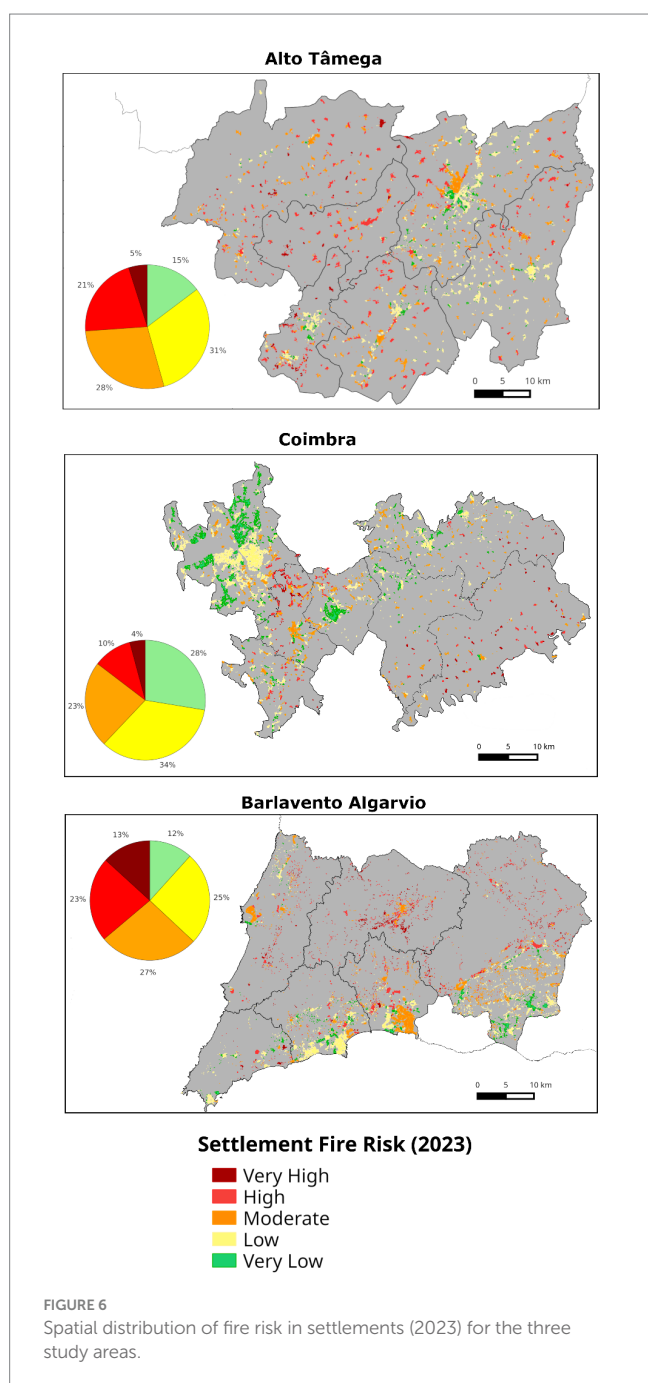 Alto Tâmega
5%
15%
21%
31%
28%
0 5 10 km
Coimbra
4%
10%
28%
23%
34%
0 5 10 km
Barlavento Algarvio
13%
12%
23%
25%
27%
0 5 10 km
Settlement Fire Risk (2023)
Very High
High
Moderate
Low
Very Low
FIGURE 6
Spatial distribution of fire risk in settlements (2023) for the three
study areas.